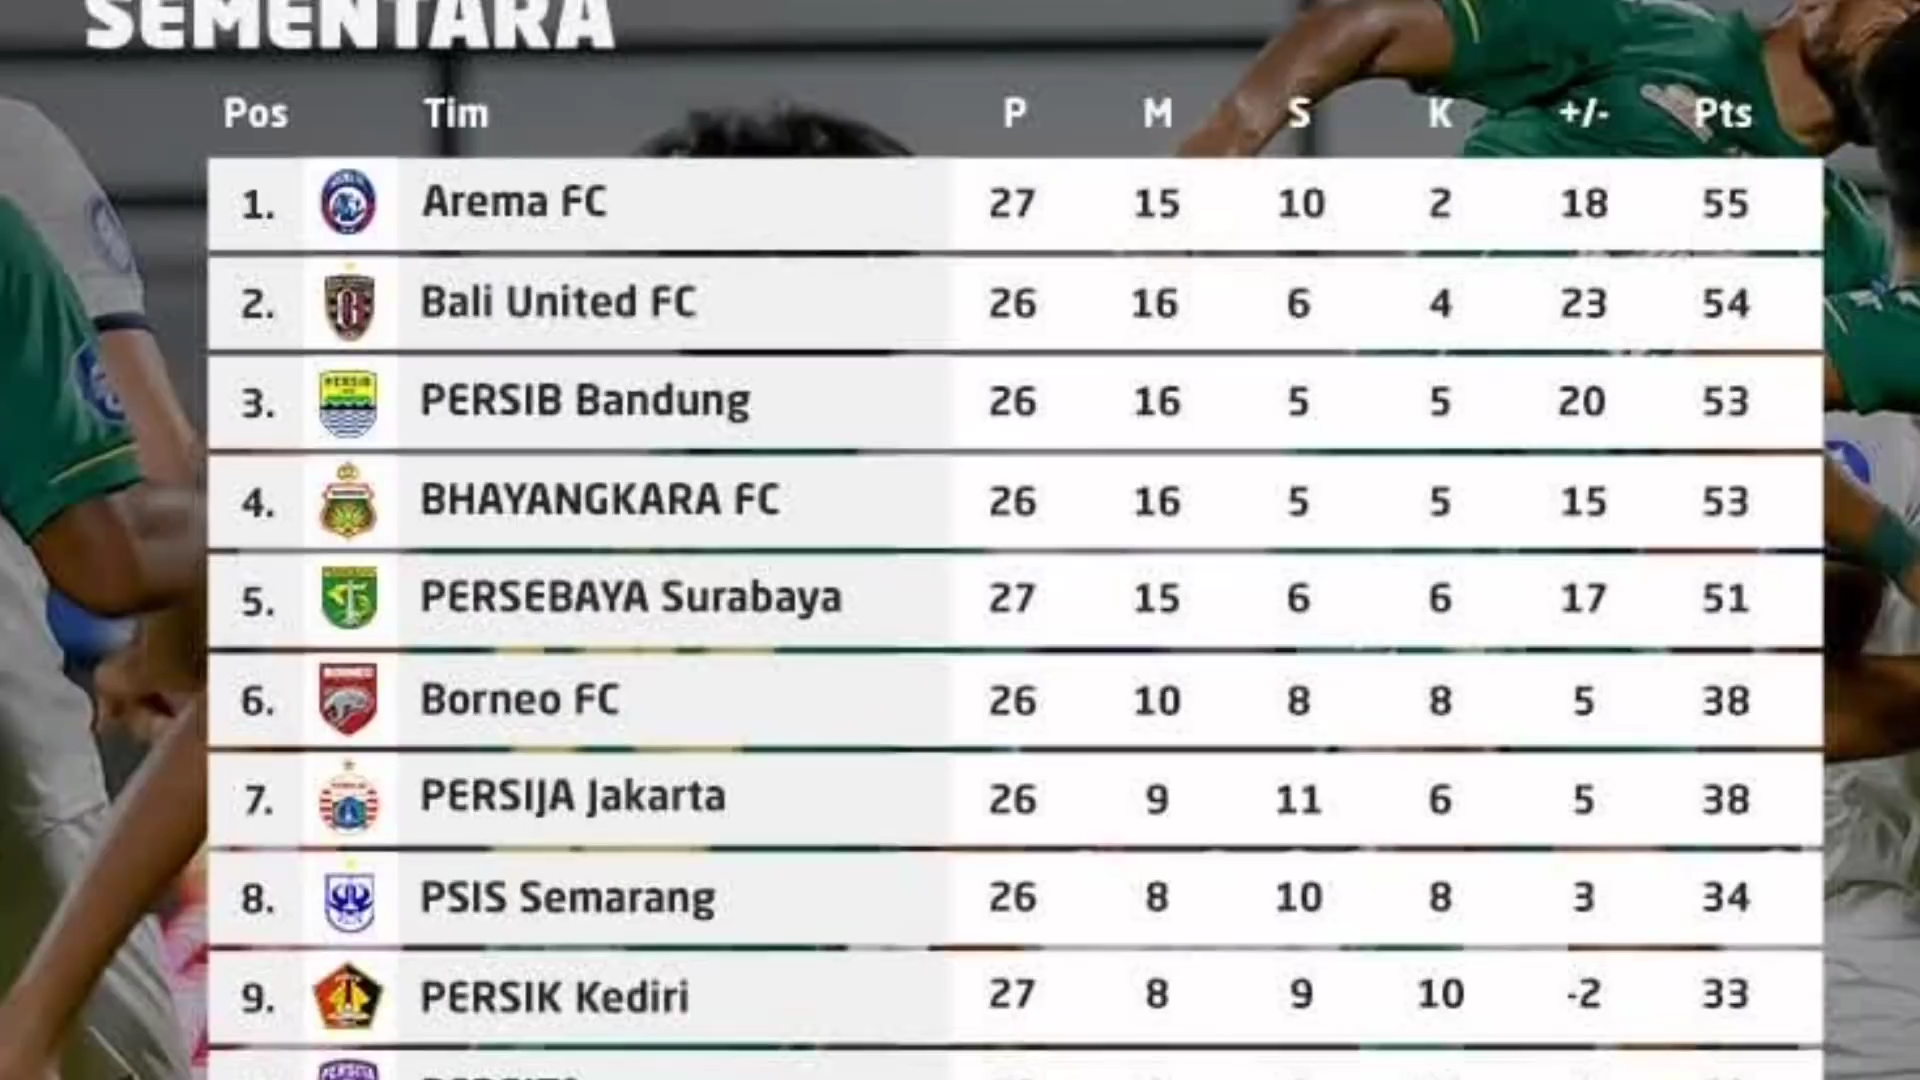 SEMENTARA
Pos Tim P M S K +/- Pts
1. Arema FC 27 15 10 2 18 55
2. Bali United FC 26 16 6 4 23 54
3. PERSIB Bandung 26 16 5 5 20 53
4. BHAYANGKARA FC 26 16 5 5 15 53
5. PERSEBAYA Surabaya 27 15 6 6 17 51
6. Borneo FC 26 10 8 8 5 38
7. PERSIJA Jakarta 26 9 11 6 5 38
8. PSIS Semarang 26 8 10 8 3 34
9. PERSIK Kediri 27 8 9 10 -2 33